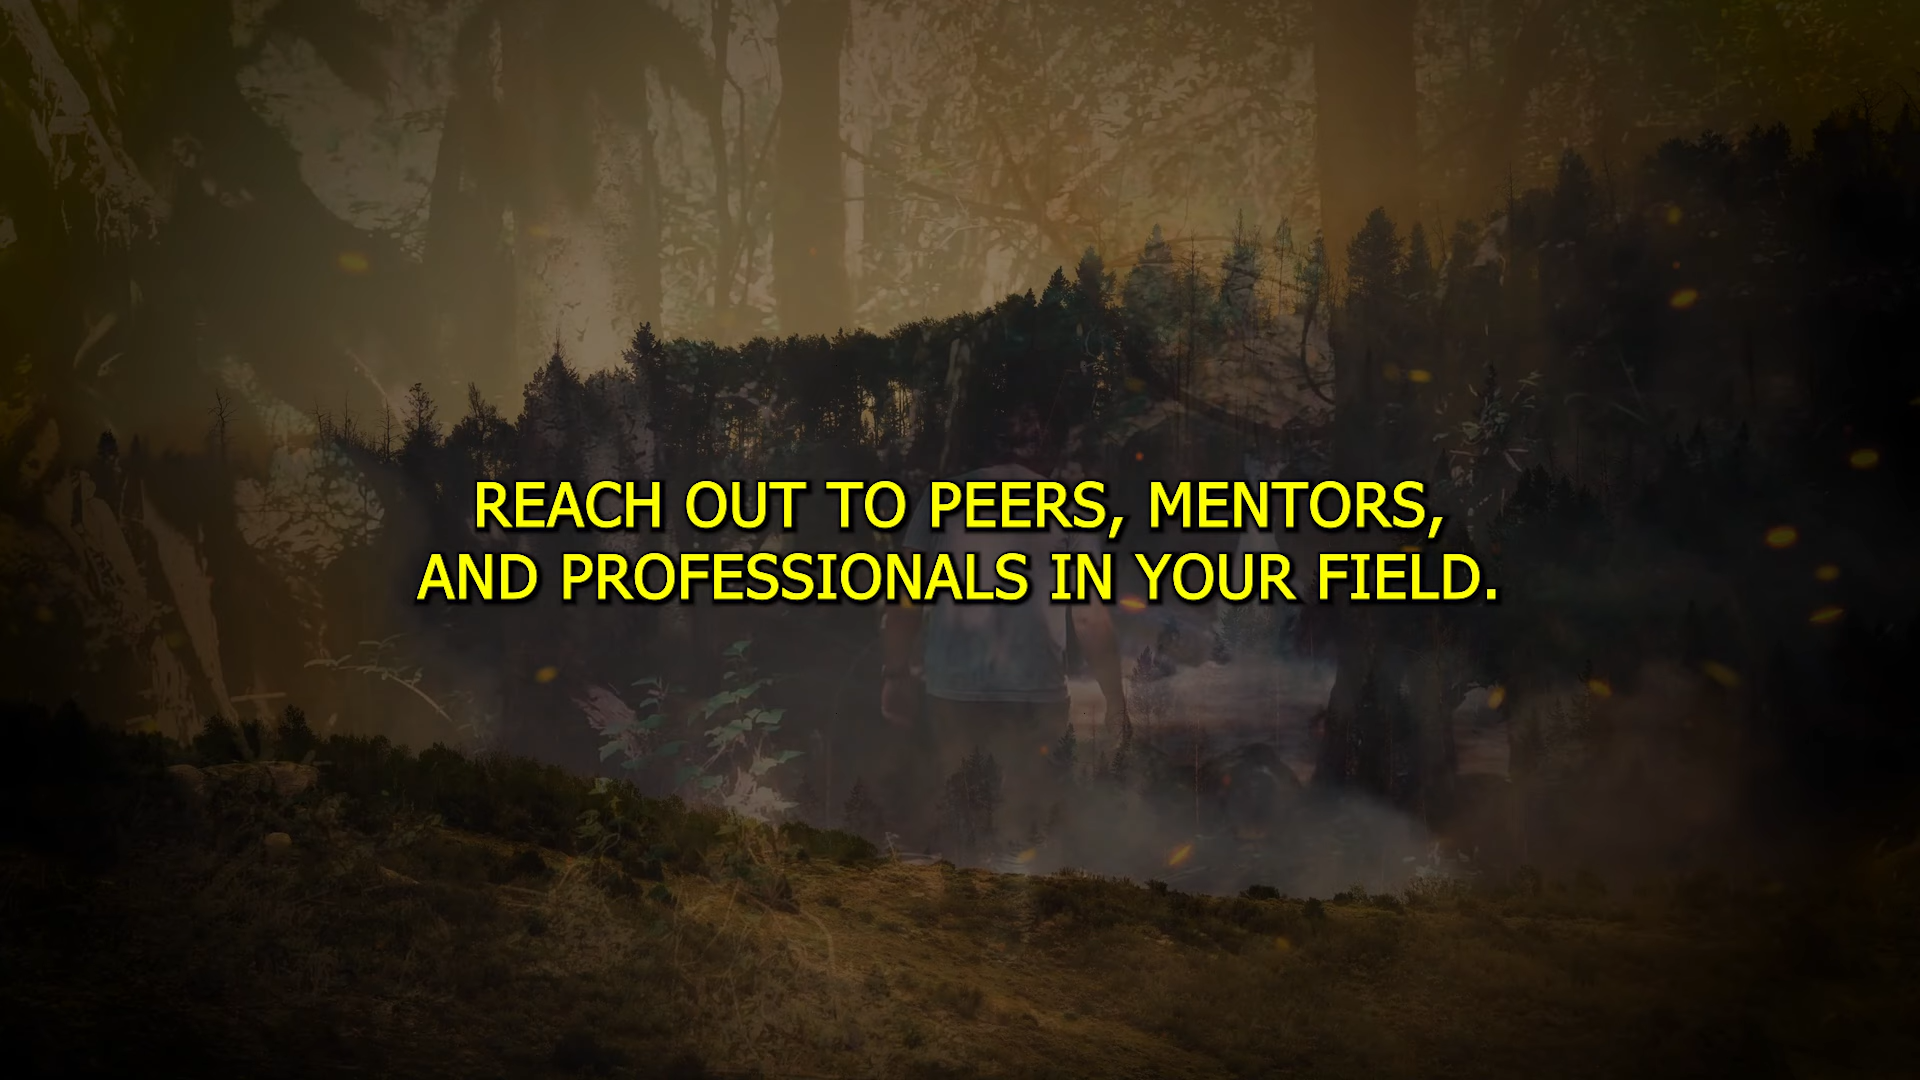 REACH OUT TO PEERS, MENTORS,
AND PROFESSIONALS IN YOUR FIELD.